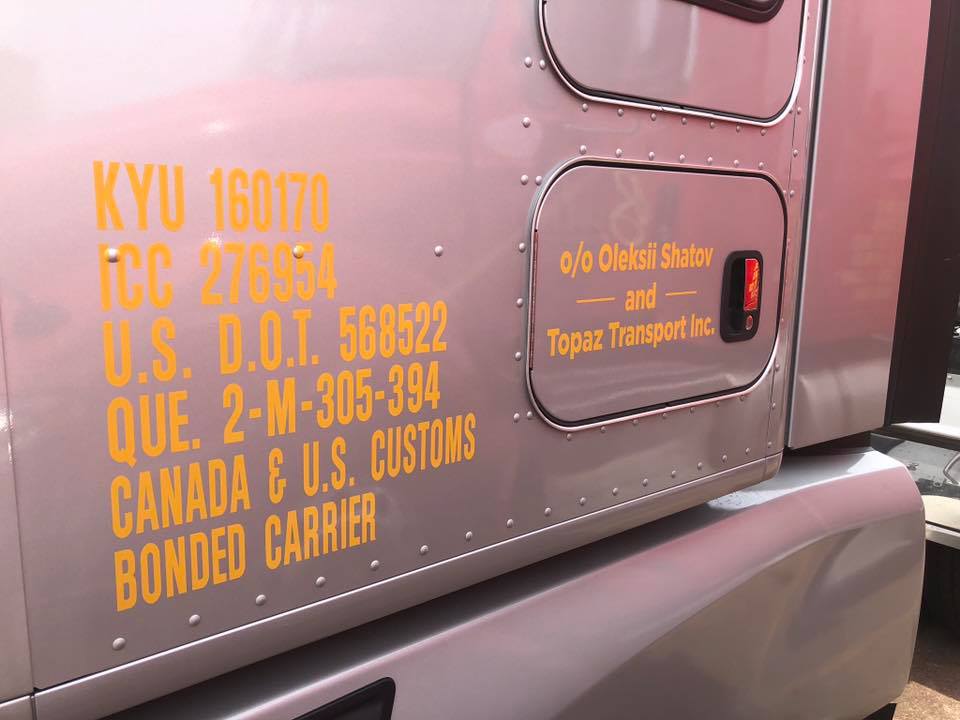 KYU 160170
ICC 276954
U.S. D.O.T. 568522
QUE. 2-M-305-394
CANADA & U.S. CUSTOMS
BONDED CARRIER
o/o Oleksii Shatov
— and —
Topaz Transport Inc.